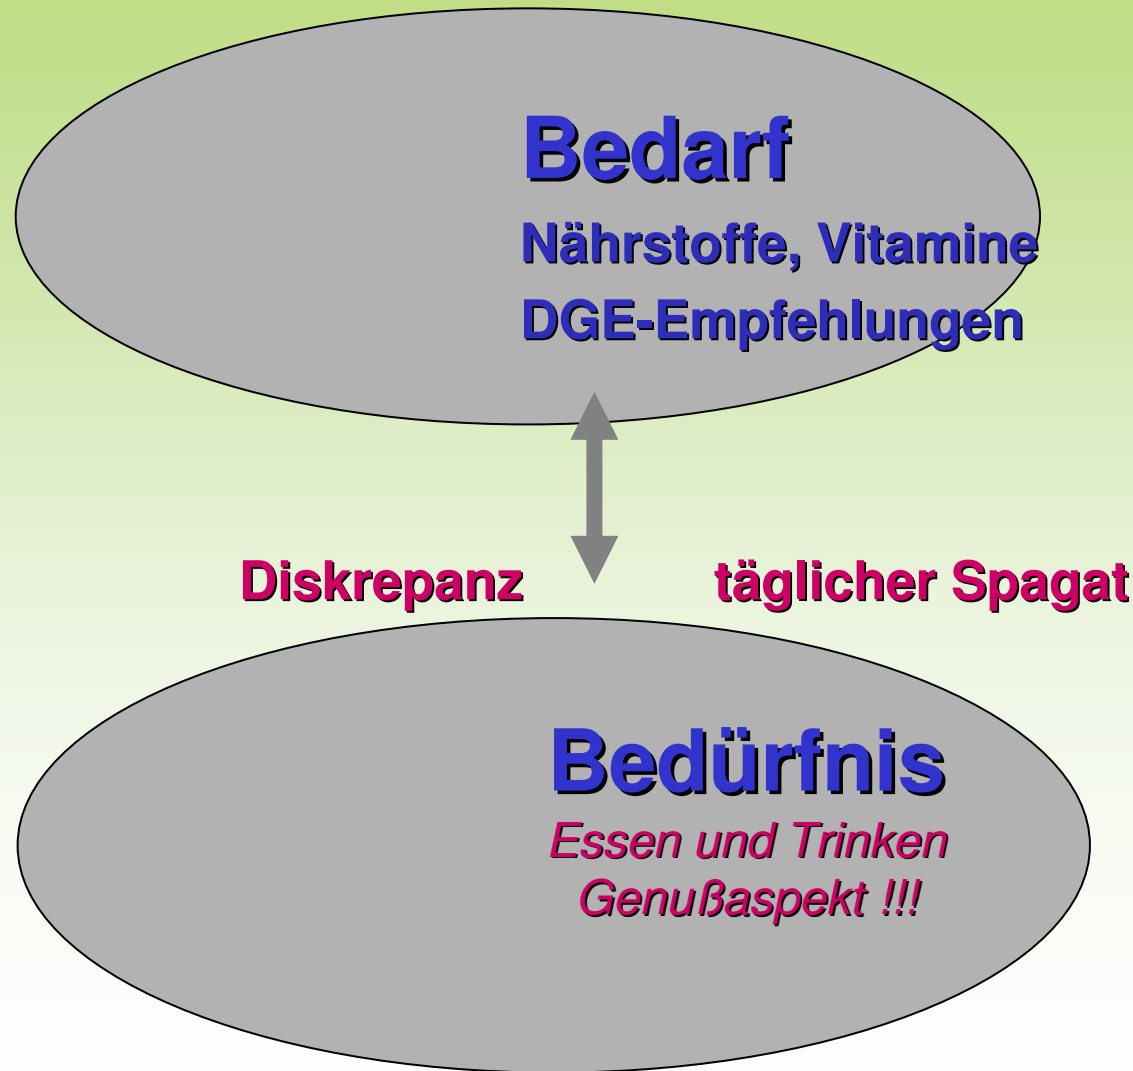 Bedarf
Nährstoffe, Vitamine
DGE-Empfehlungen
Diskrepanz täglicher Spagat
Bedürfnis
Essen und Trinken
Genußaspekt !!!